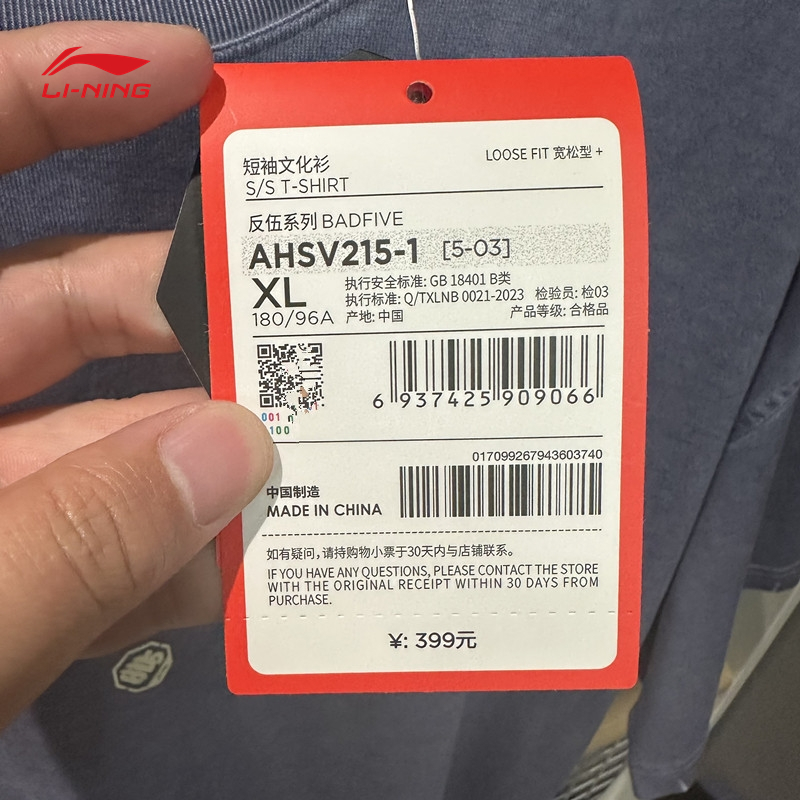 LI-NING
短袖文化衫
S/S T-SHIRT
LOOSE FIT 宽松型 +
反伍系列 BADFIVE
AHSV215-1 [5-03]
XL
180/96A
执行安全标准: GB 18401 B类
执行标准: Q/TXLNB 0021-2023 检验员: 检03
产地: 中国 产品等级: 合格品
001 1
100
6 937425 909066
017099267943603740
中国制造
MADE IN CHINA
如有疑问，请持购物小票于30天内与店铺联系。
IF YOU HAVE ANY QUESTIONS, PLEASE CONTACT THE STORE
WITH THE ORIGINAL RECEIPT WITHIN 30 DAYS FROM
PURCHASE.
¥: 399元